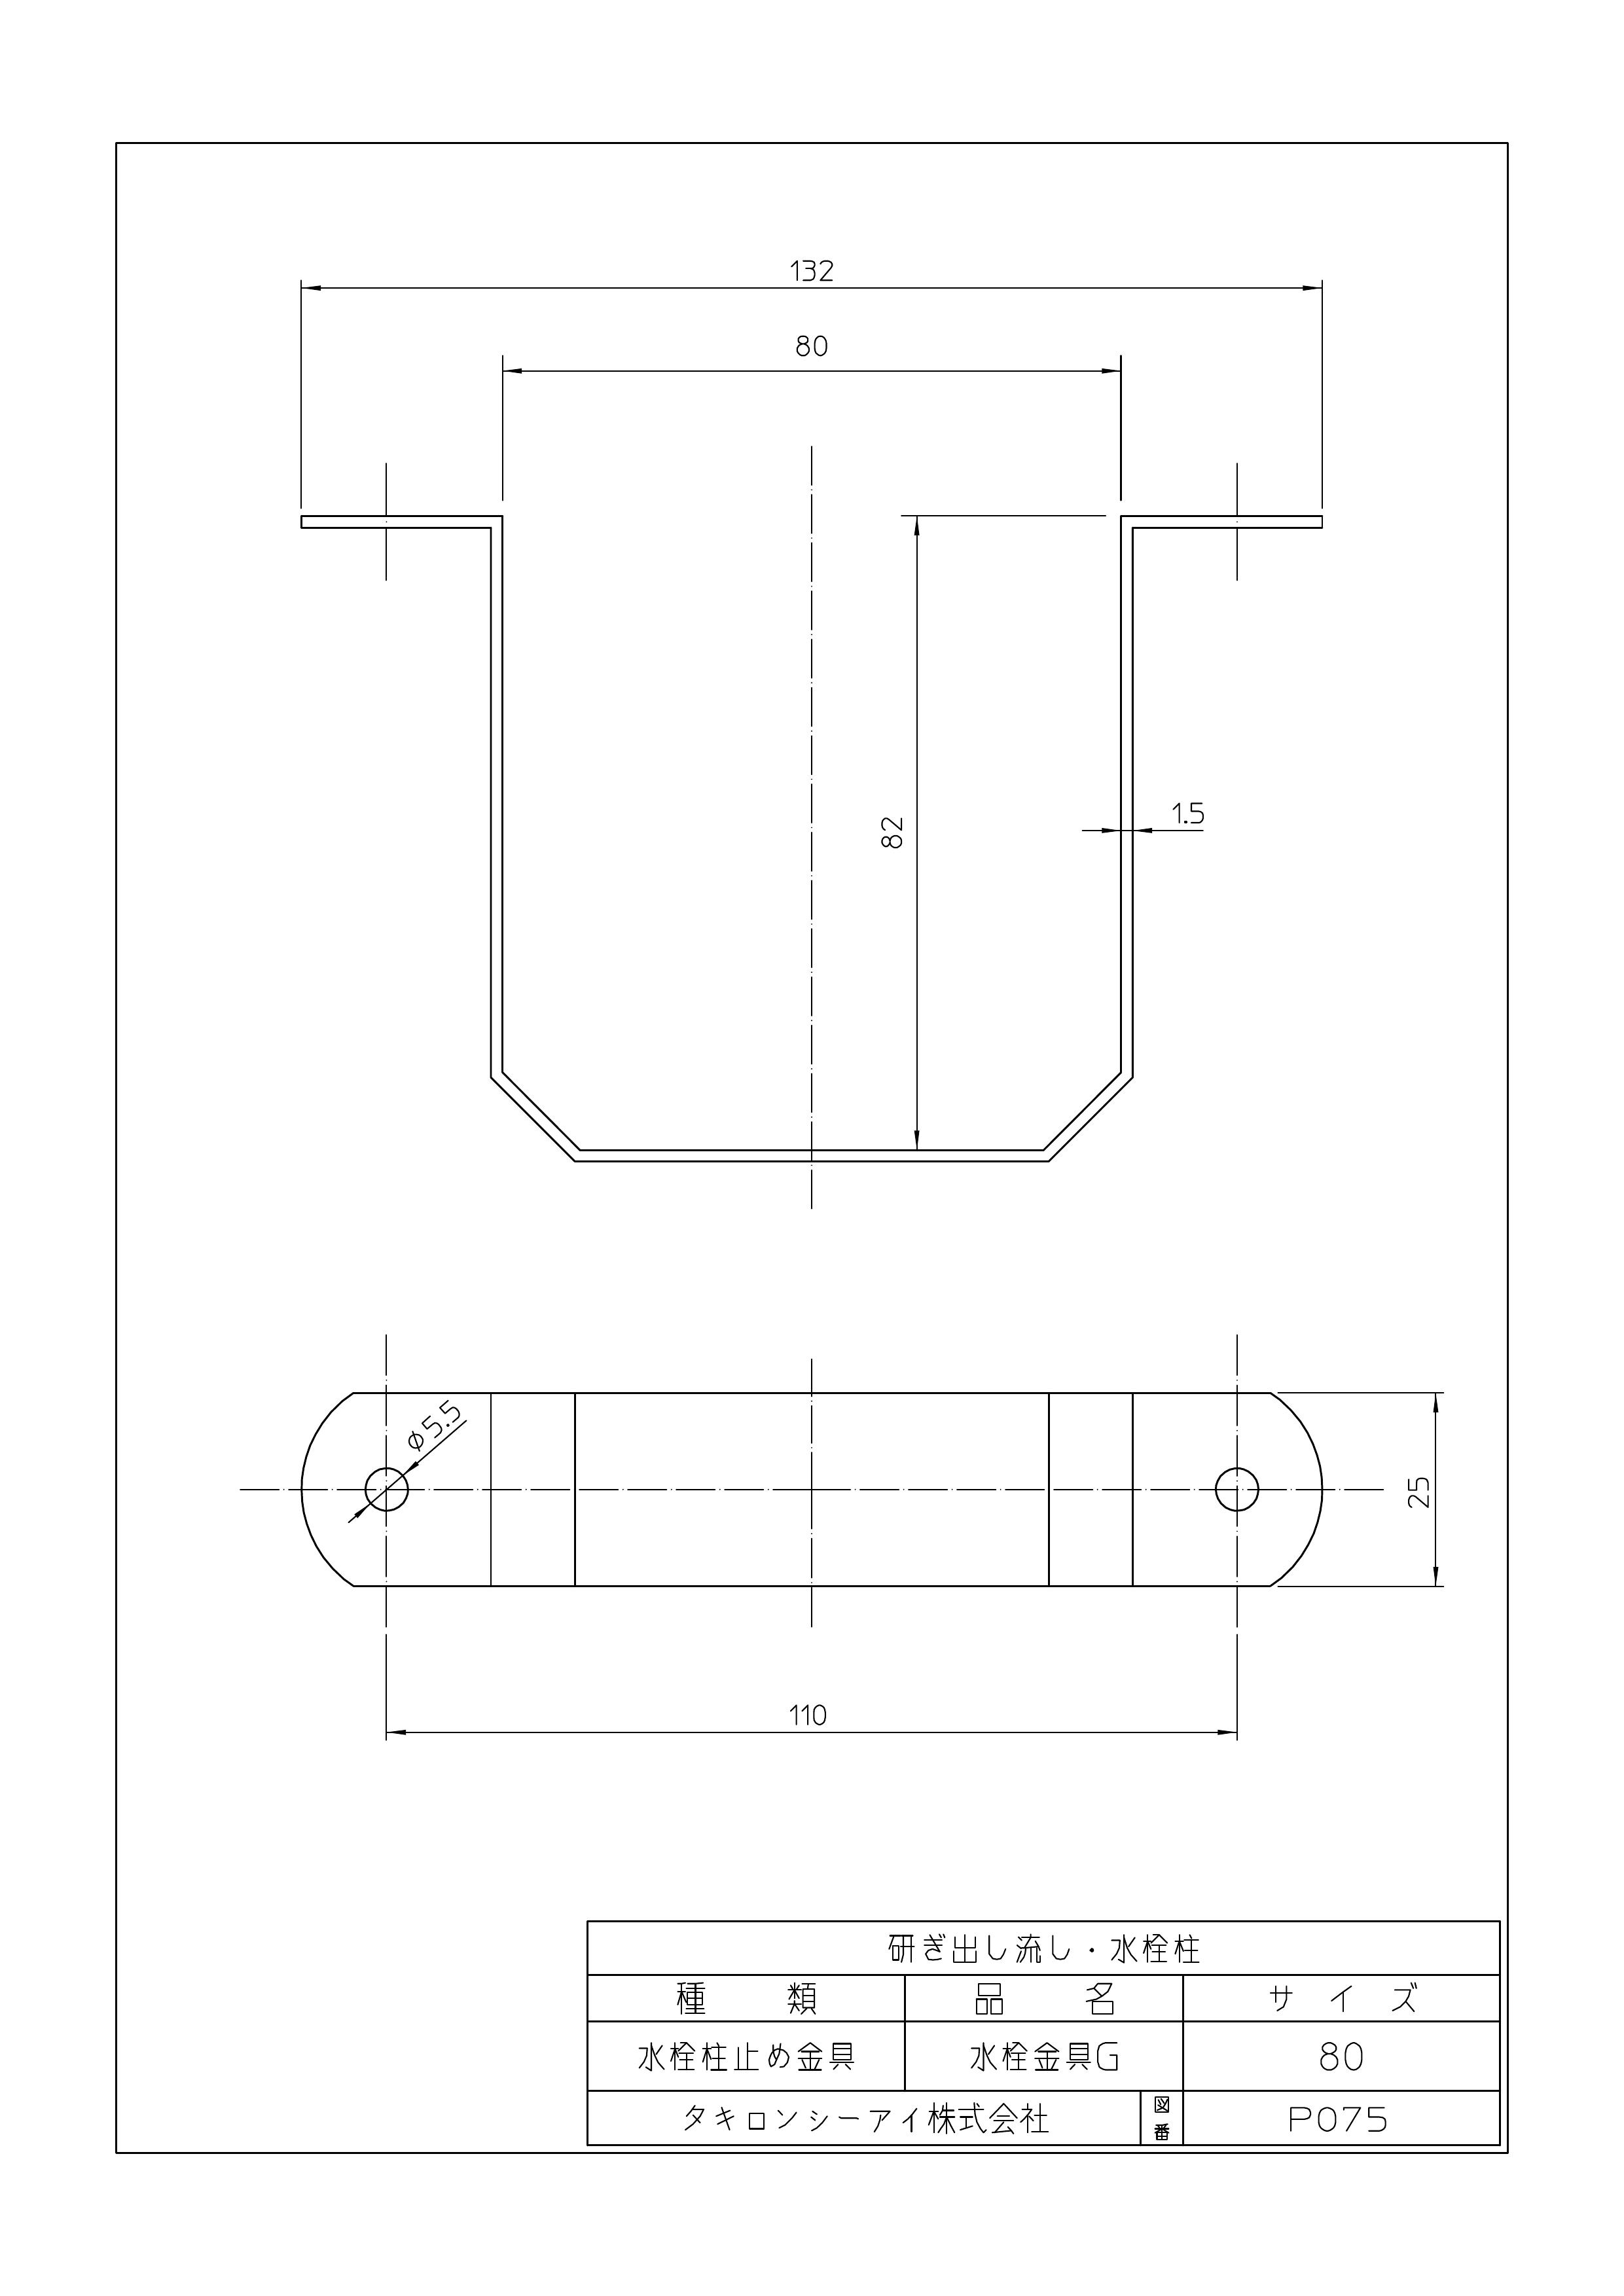 132
80
82
1.5
φ5.5
25
110
研ぎ出し流し・水栓柱
種 類 品 名 サ イ ズ
水栓柱止め金具 水栓金具G 80
タキロンシーアイ株式会社 図番 P075